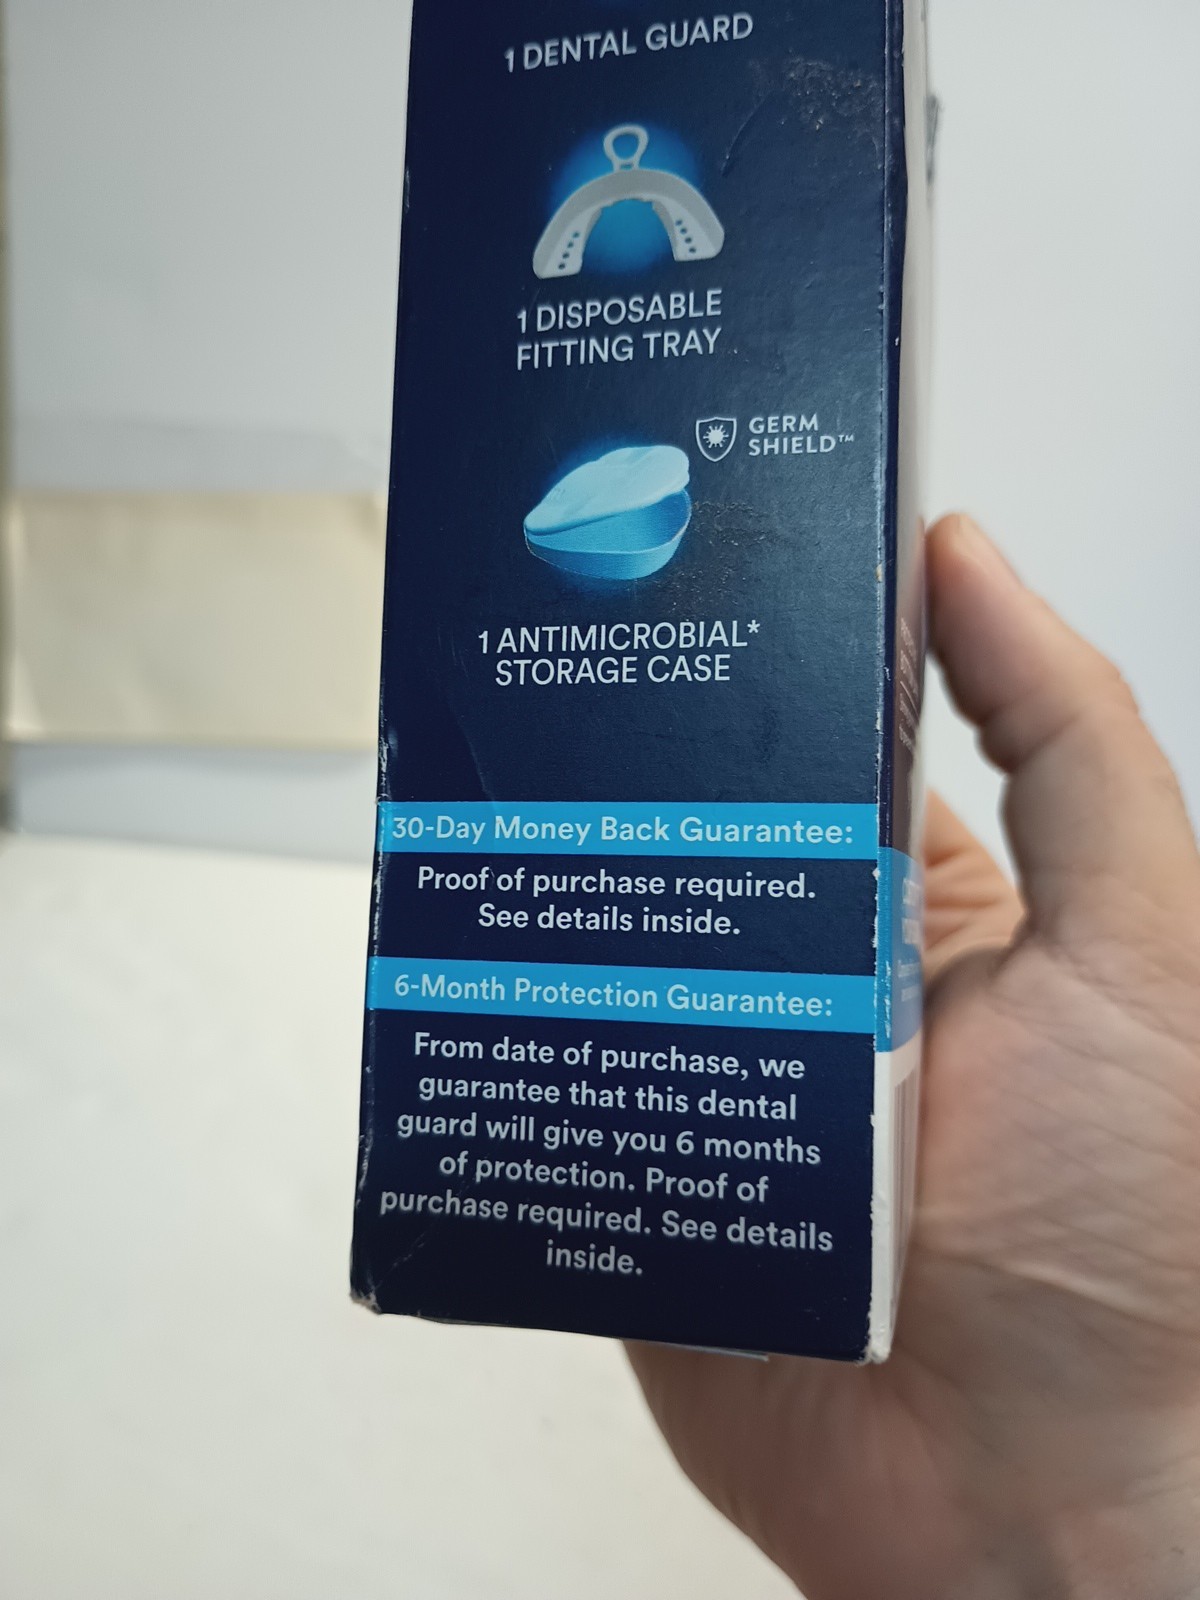 1 DENTAL GUARD
1 DISPOSABLE
FITTING TRAY
GERM
SHIELD™
1 ANTIMICROBIAL*
STORAGE CASE
30-Day Money Back Guarantee:
Proof of purchase required.
See details inside.
6-Month Protection Guarantee:
From date of purchase, we
guarantee that this dental
guard will give you 6 months
of protection. Proof of
purchase required. See details
inside.